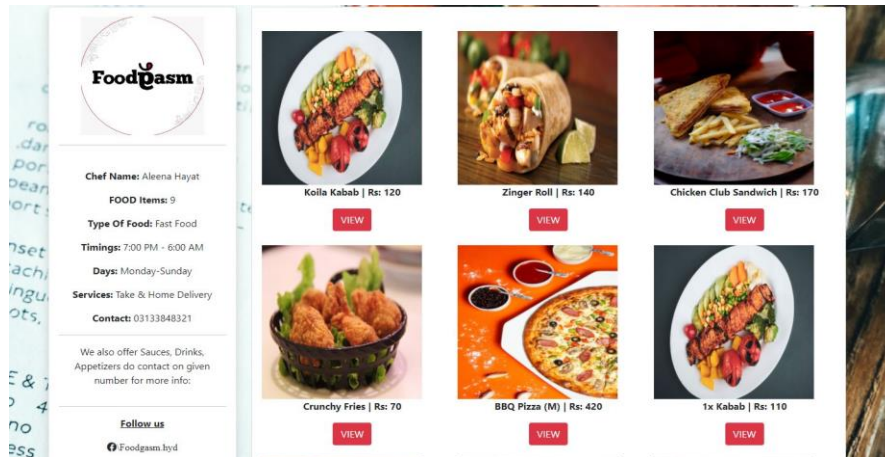 Foodgasm
Chef Name: Aleena Hayat
FOOD Items: 9
Type Of Food: Fast Food
Timings: 7:00 PM - 6:00 AM
Days: Monday-Sunday
Services: Take & Home Delivery
Contact: 03133848321
We also offer Sauces, Drinks,
Appetizers do contact on given
number for more info:
Follow us
Foodgasm.hyd
Koila Kabab | Rs: 120
Zinger Roll | Rs: 140
Chicken Club Sandwich | Rs: 170
VIEW
VIEW
VIEW
Crunchy Fries | Rs: 70
BBQ Pizza (M) | Rs: 420
1x Kabab | Rs: 110
VIEW
VIEW
VIEW